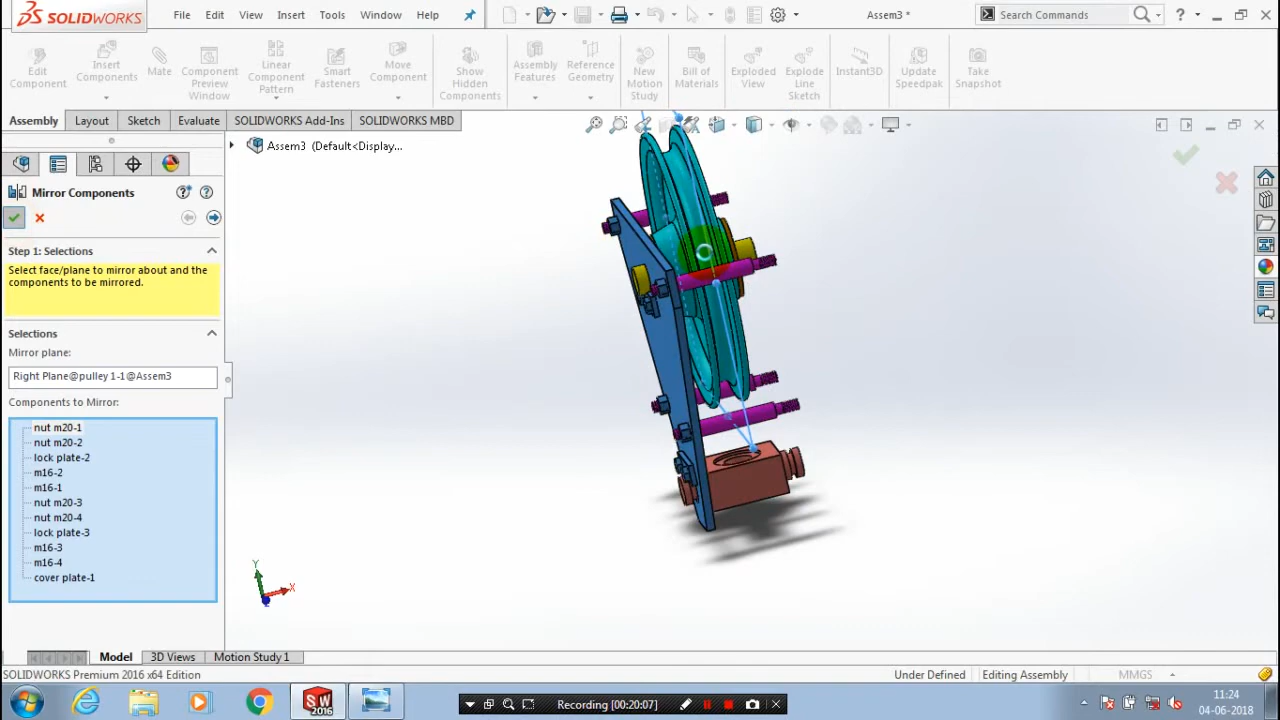 SOLIDWORKS
File Edit View Insert Tools Window Help
Assem3 *
Search Commands
Edit Component
Insert Components
Mate
Component Preview Window
Linear Component Pattern
Smart Fasteners
Move Component
Show Hidden Components
Assembly Features
Reference Geometry
New Motion Study
Bill of Materials
Exploded View
Explode Line Sketch
Instant3D
Update Speedpak
Take Snapshot
Assembly Layout Sketch Evaluate SOLIDWORKS Add-Ins SOLIDWORKS MBD
Assem3 (Default<Display...
Mirror Components
Step 1: Selections
Select face/plane to mirror about and the
components to be mirrored.
Selections
Mirror plane:
Right Plane@pulley 1-1@Assem3
Components to Mirror:
nut m20-1
nut m20-2
lock plate-2
m16-2
m16-1
nut m20-3
nut m20-4
lock plate-3
m16-3
m16-4
cover plate-1
Y
X
Model 3D Views Motion Study 1
SOLIDWORKS Premium 2016 x64 Edition
Under Defined Editing Assembly MMGS
SW 2016
Recording [00:20:07]
11:24
04-06-2018